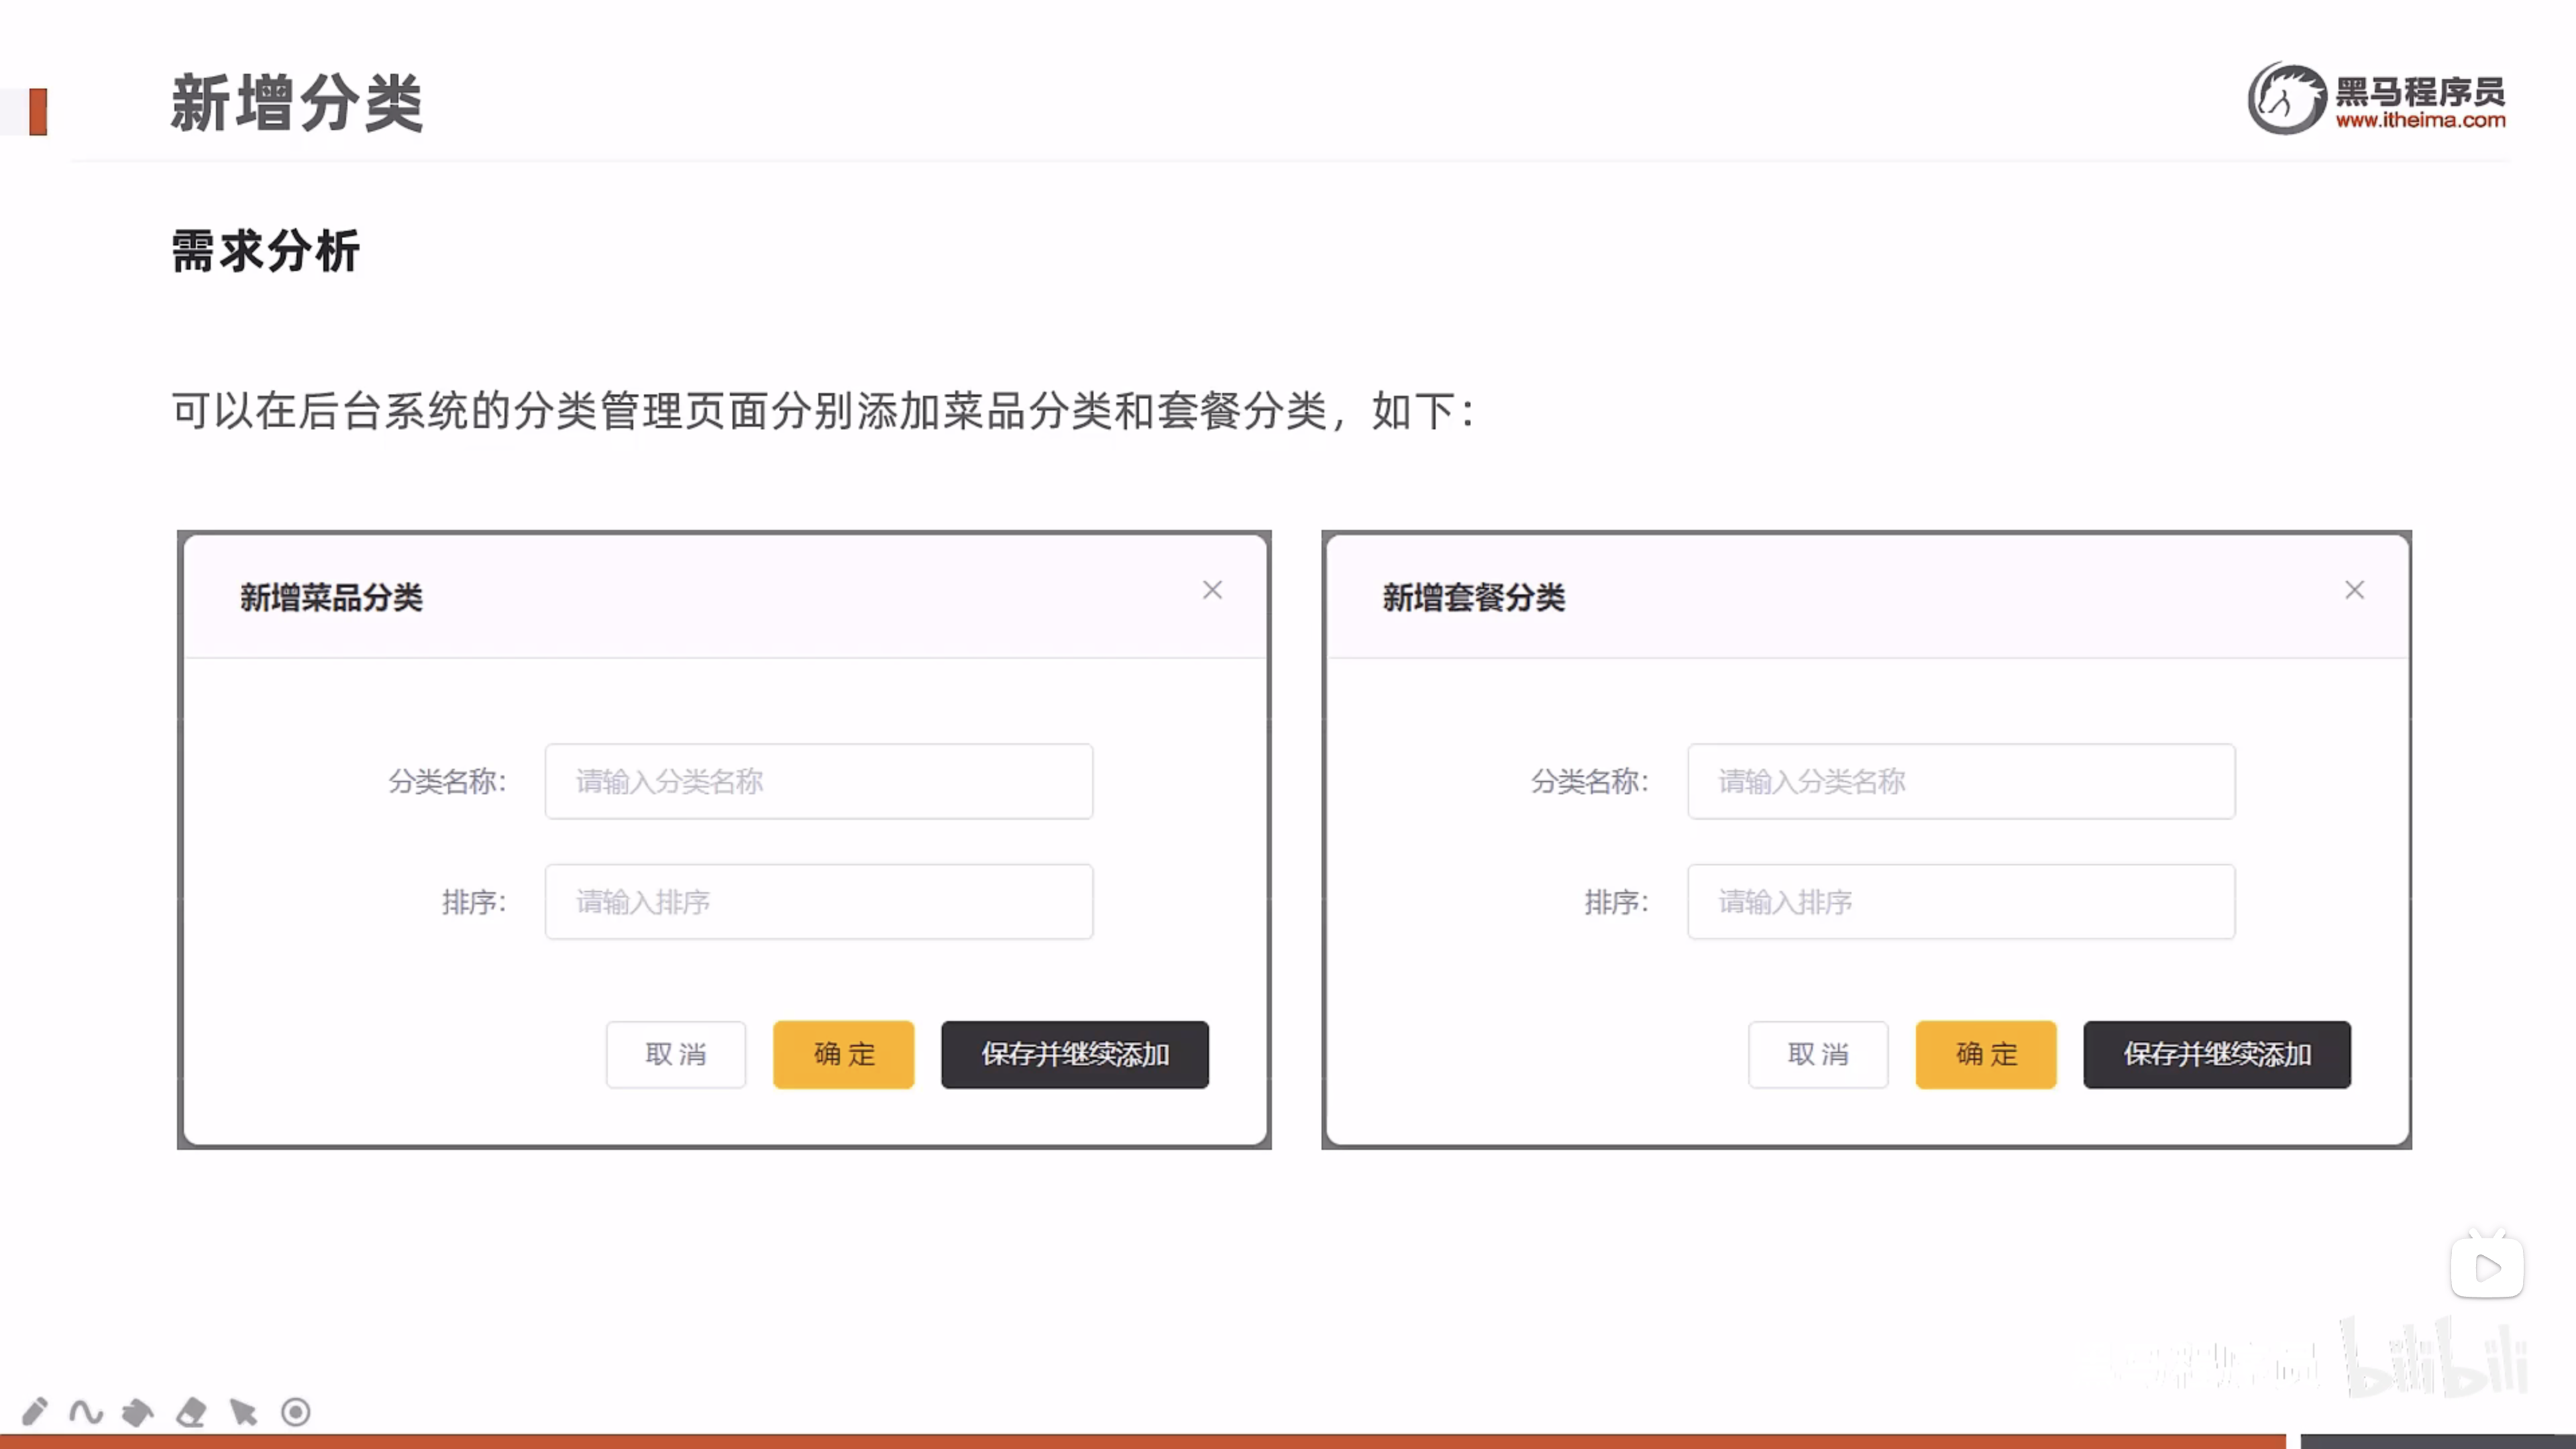 新增分类
黑马程序员
www.itheima.com
需求分析
可以在后台系统的分类管理页面分别添加菜品分类和套餐分类，如下：
新增菜品分类
分类名称：
请输入分类名称
排序：
请输入排序
取 消
确 定
保存并继续添加
新增套餐分类
分类名称：
请输入分类名称
排序：
请输入排序
取 消
确 定
保存并继续添加
bilibili